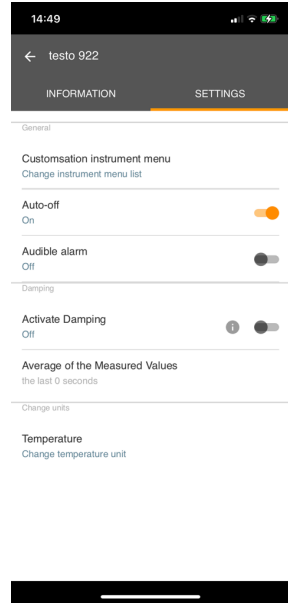 14:49
testo 922
INFORMATION SETTINGS
General
Customsation instrument menu
Change instrument menu list
Auto-off
On
Audible alarm
Off
Damping
Activate Damping
Off
Average of the Measured Values
the last 0 seconds
Change units
Temperature
Change temperature unit